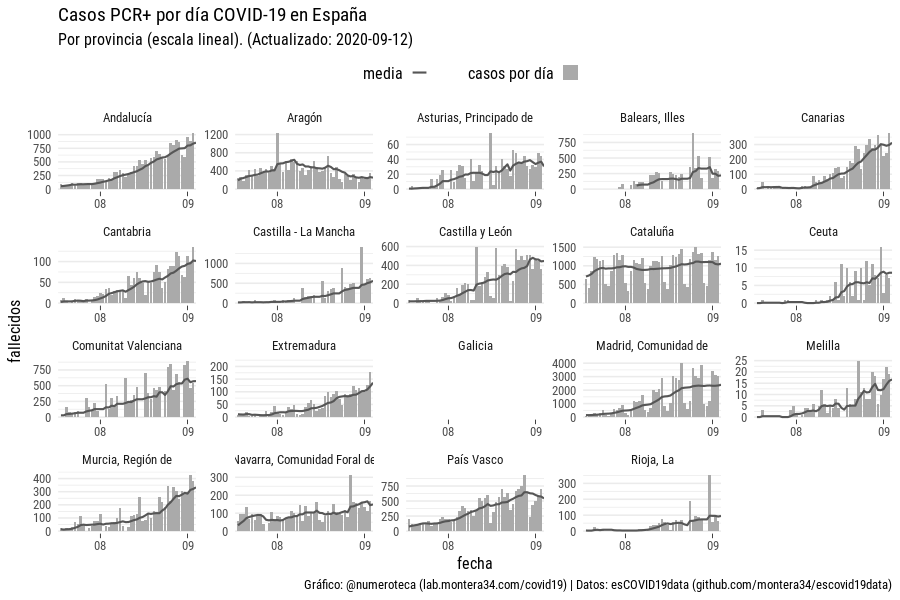 Casos PCR+ por día COVID-19 en España
Por provincia (escala lineal). (Actualizado: 2020-09-12)
media casos por día
Andalucía Aragón Asturias, Principado de Balears, Illes Canarias
1000 750 500 250 0 08 09
1200 800 400 0 08 09
60 40 20 0 08 09
750 500 250 0 08 09
300 200 100 0 08 09
Cantabria Castilla - La Mancha Castilla y León Cataluña Ceuta
100 50 0 08 09
1000 500 0 08 09
600 400 200 0 08 09
1500 1000 500 0 08 09
15 10 5 0 08 09
fallecidos
Comunitat Valenciana Extremadura Galicia Madrid, Comunidad de Melilla
750 500 250 0 08 09
200 150 100 50 0 08 09
08 09
4000 3000 2000 1000 0 08 09
25 20 15 10 5 0 08 09
Murcia, Región de Navarra, Comunidad Foral de País Vasco Rioja, La
400 300 200 100 0 08 09
300 200 100 0 08 09
750 500 250 0 08 09
300 200 100 0 08 09
fecha
Gráfico: @numeroteca (lab.montera34.com/covid19) | Datos: esCOVID19data (github.com/montera34/escovid19data)